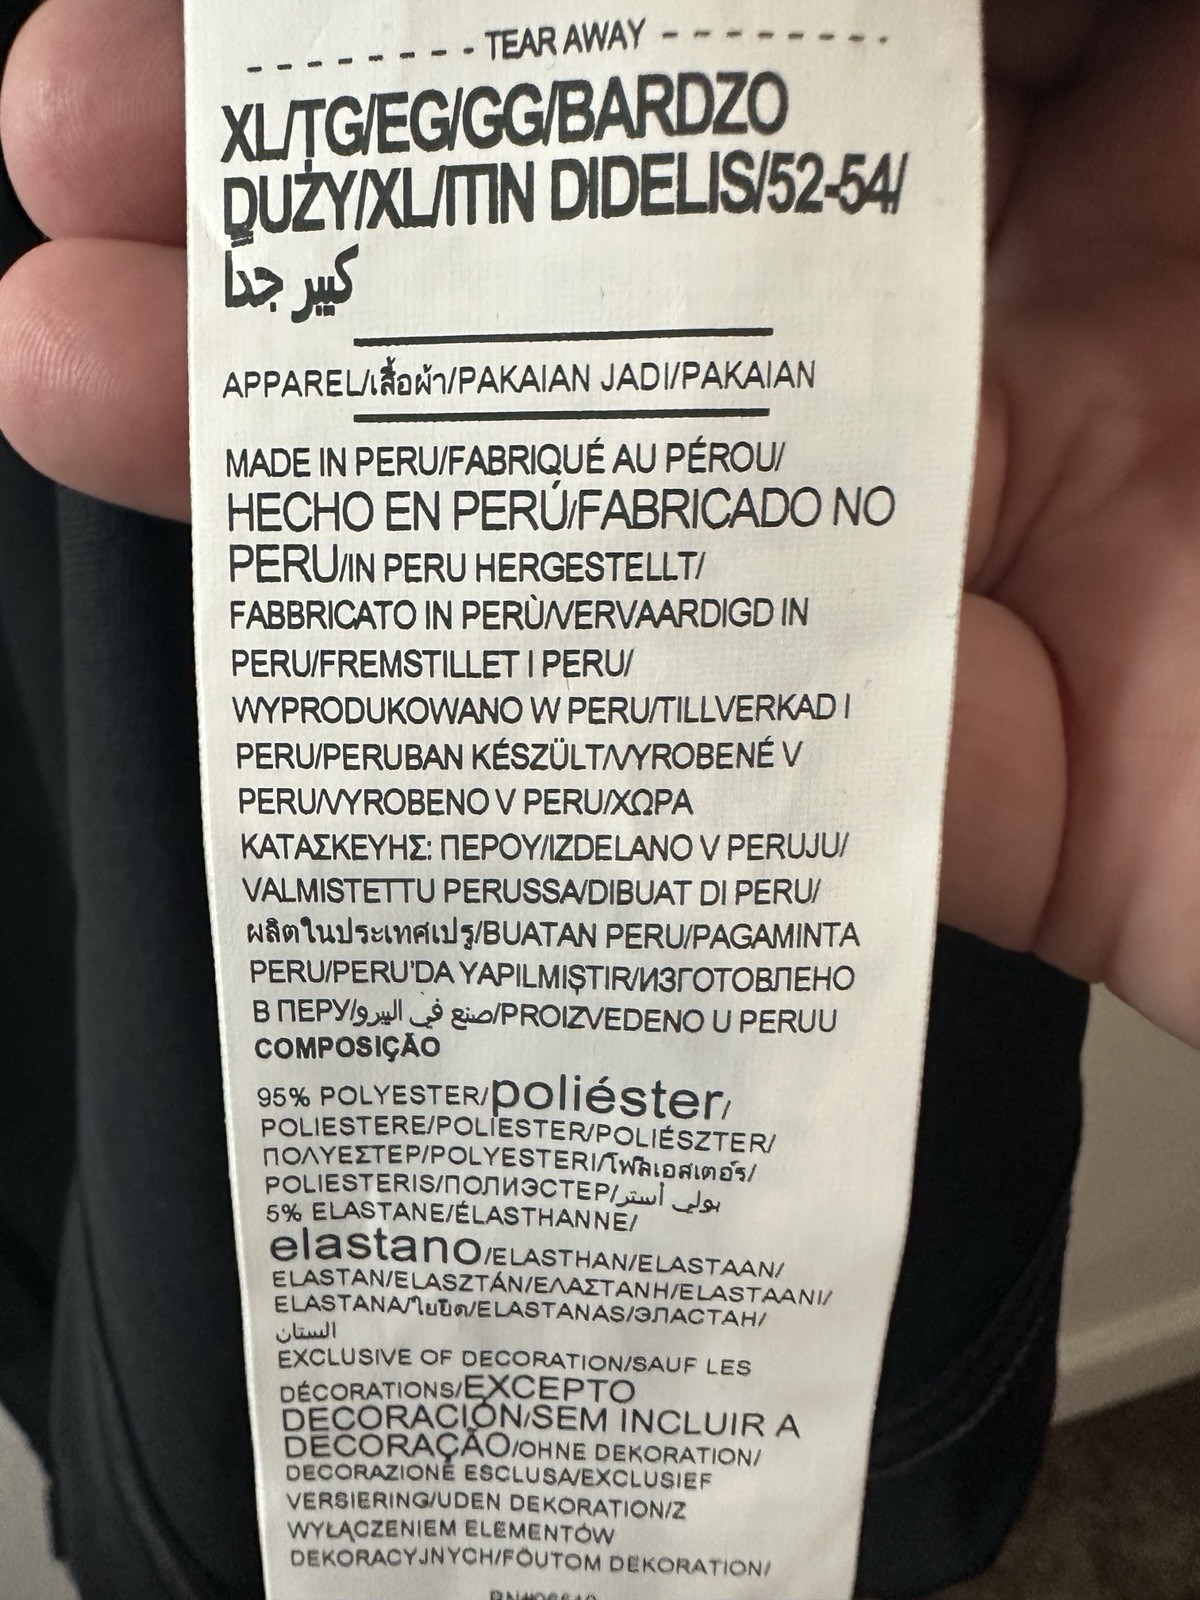 TEAR AWAY
XL/TG/EG/GG/BARDZO
DUŻY/XL/ITIN DIDELIS/52-54/
كبير جداً
APPAREL/เสื้อผ้า/PAKAIAN JADI/PAKAIAN
MADE IN PERU/FABRIQUÉ AU PÉROU/
HECHO EN PERÚ/FABRICADO NO
PERU/IN PERU HERGESTELLT/
FABBRICATO IN PERÙ/VERVAARDIGD IN
PERU/FREMSTILLET I PERU/
WYPRODUKOWANO W PERU/TILLVERKAD I
PERU/PERUBAN KÉSZÜLT/VYROBENÉ V
PERU/VYROBENO V PERU/ΧΩΡΑ
ΚΑΤΑΣΚΕΥΗΣ: ΠΕΡΟΥ/IZDELANO V PERUJU/
VALMISTETTU PERUSSA/DIBUAT DI PERU/
ผลิตในประเทศเปรู/BUATAN PERU/PAGAMINTA
PERU/PERU'DA YAPILMIŞTIR/ИЗГОТОВЛЕНО
В ПЕРУ/صنع في البيرو/PROIZVEDENO U PERUU
COMPOSIÇÃO
95% POLYESTER/poliéster/
POLIESTERE/POLIESTER/POLIÉSZTER/
ΠΟΛΥΕΣΤΕΡ/POLYESTERI/โพลีเอสเตอร์/
POLIESTERIS/ПОЛИЭСТЕР/بولي أستر
5% ELASTANE/ÉLASTHANNE/
elastano/ELASTHAN/ELASTAAN/
ELASTAN/ELASZTÁN/ΕΛΑΣΤΑΝΗ/ELASTAANI/
ELASTANA/ใยยืด/ELASTANAS/ЭЛАСТАН/
الستان
EXCLUSIVE OF DECORATION/SAUF LES
DÉCORATIONS/EXCEPTO
DECORACIÓN/SEM INCLUIR A
DECORAÇÃO/OHNE DEKORATION/
DECORAZIONE ESCLUSA/EXCLUSIEF
VERSIERING/UDEN DEKORATION/Z
WYŁĄCZENIEM ELEMENTÓW
DEKORACYJNYCH/FÖUTOM DEKORATION/